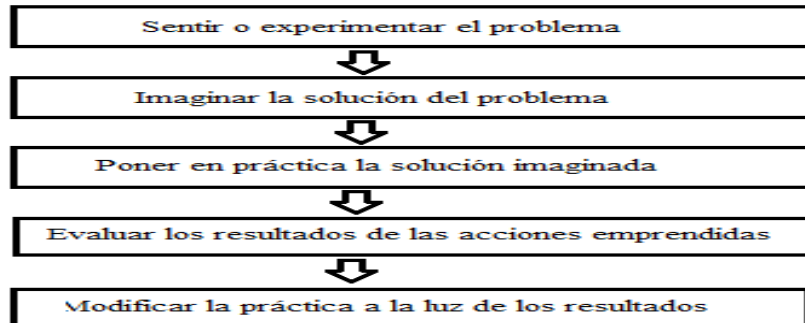 Sentir o experimentar el problema
Imaginar la solución del problema
Poner en práctica la solución imaginada
Evaluar los resultados de las acciones emprendidas
Modificar la práctica a la luz de los resultados